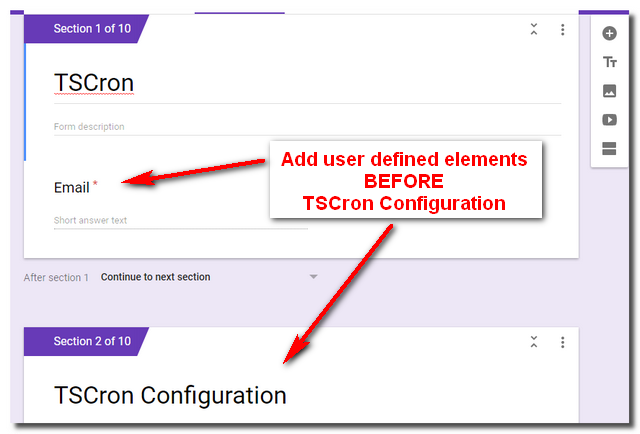 Section 1 of 10
TSCron
Form description
Add user defined elements
BEFORE
TSCron Configuration
Email *
Short answer text
After section 1 Continue to next section
Section 2 of 10
TSCron Configuration